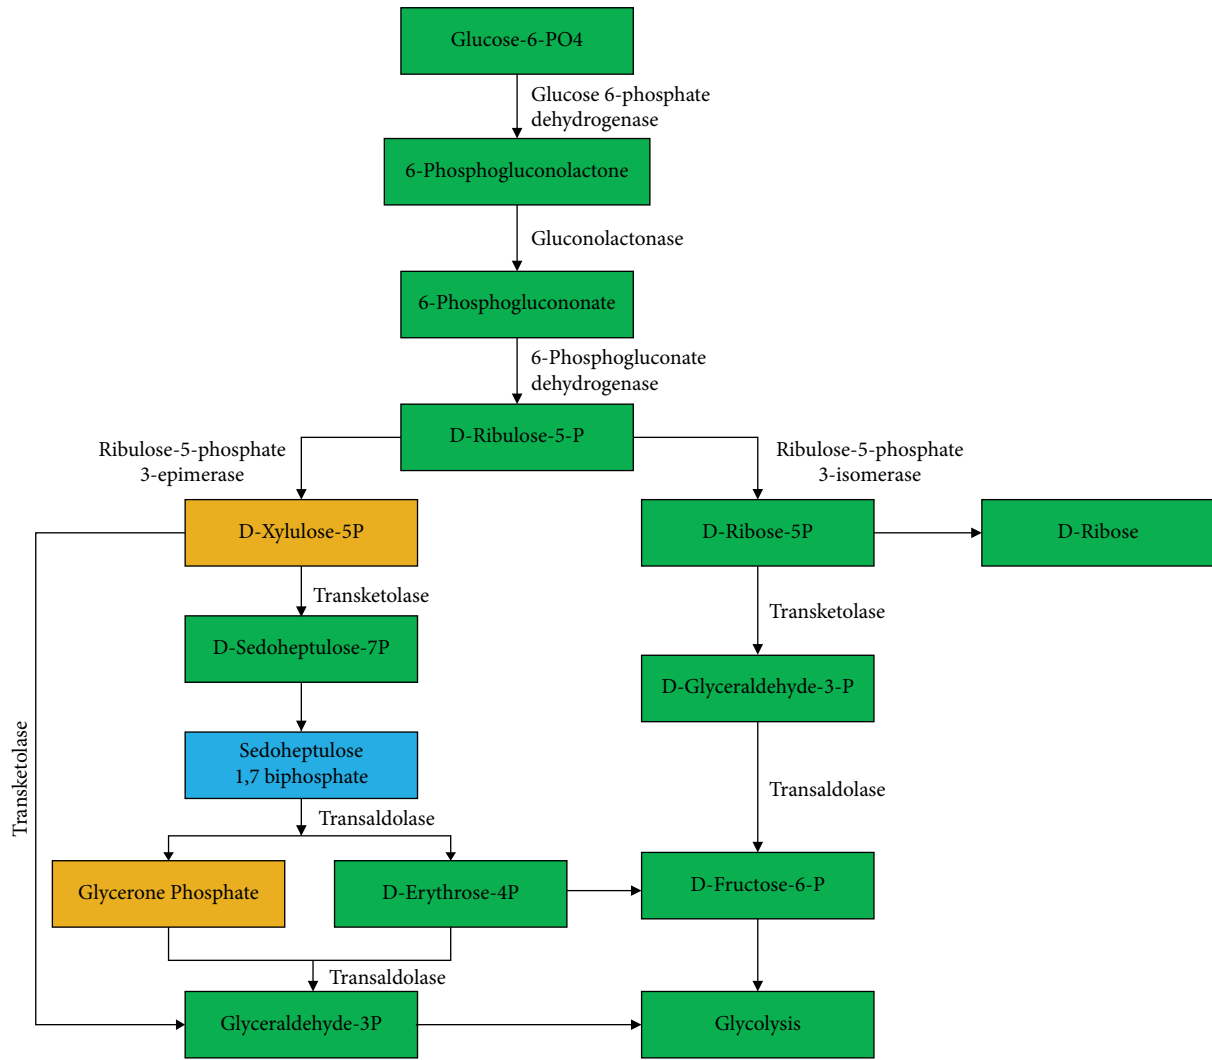 Glucose-6-PO4
Glucose 6-phosphate
dehydrogenase
6-Phosphogluconolactone
Gluconolactonase
6-Phosphoglucononate
6-Phosphogluconate
dehydrogenase
D-Ribulose-5-P
Ribulose-5-phosphate
3-epimerase
Ribulose-5-phosphate
3-isomerase
D-Xylulose-5P
D-Ribose-5P
D-Ribose
Transketolase
Transketolase
D-Sedoheptulose-7P
D-Glyceraldehyde-3-P
Transketolase
Sedoheptulose
1,7 biphosphate
Transaldolase
Transaldolase
Glycerone Phosphate
D-Erythrose-4P
D-Fructose-6-P
Transaldolase
Glyceraldehyde-3P
Glycolysis